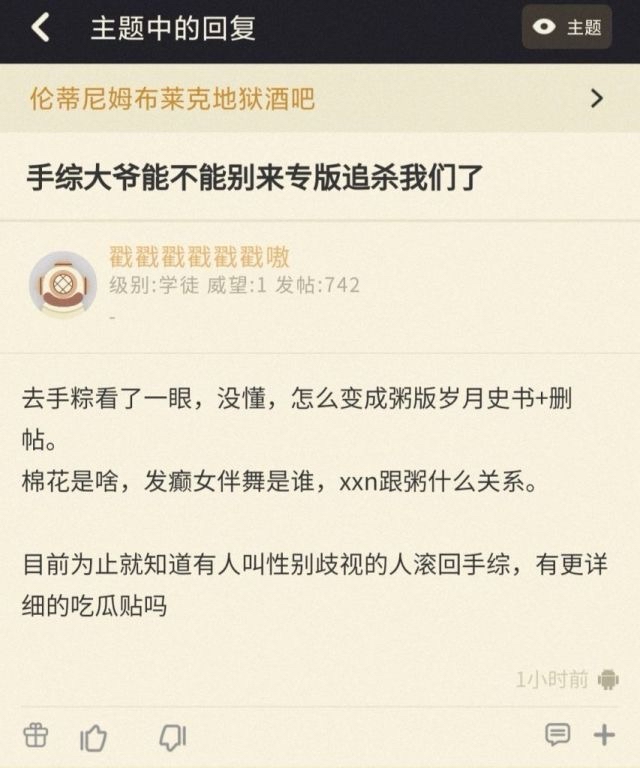 主题中的回复
主题
伦蒂尼姆布莱克地狱酒吧
手综大爷能不能别来专版追杀我们了
戳戳戳戳戳戳嗷
级别:学徒 威望:1 发帖:742
-
去手粽看了一眼，没懂，怎么变成粥版岁月史书+删
帖。
棉花是啥，发癫女伴舞是谁，xxn跟粥什么关系。
目前为止就知道有人叫性别歧视的人滚回手综，有更详
细的吃瓜贴吗
1小时前